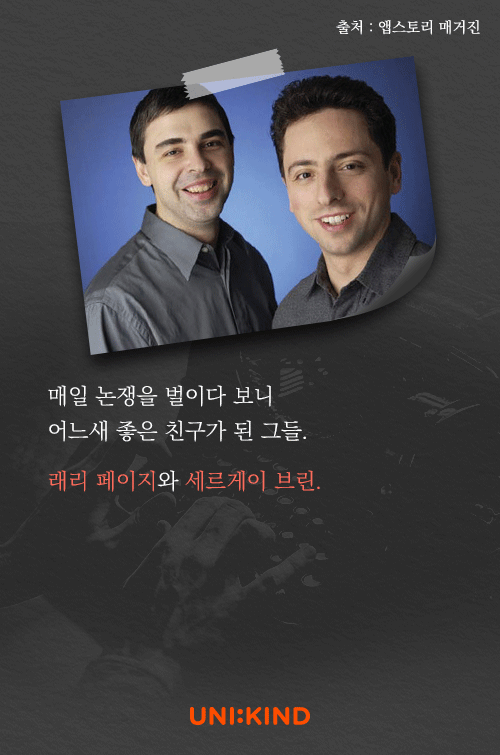 출처 : 앱스토리 매거진
매일 논쟁을 벌이다 보니
어느새 좋은 친구가 된 그들.
래리 페이지와 세르게이 브린.
UNI:KIND